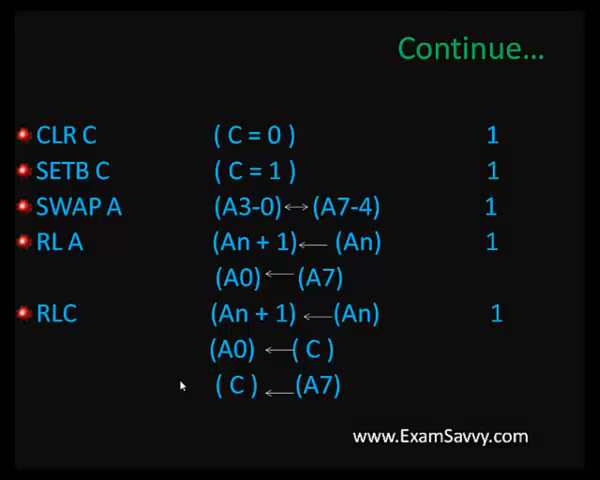 Continue...
CLR C ( C = 0 ) 1
SETB C ( C = 1 ) 1
SWAP A (A3-0)↔(A7-4) 1
RL A (An + 1)← (An) 1
(A0) ← (A7)
RLC (An + 1) ←(An) 1
(A0) ←( C )
( C ) ←(A7)
www.ExamSavvy.com